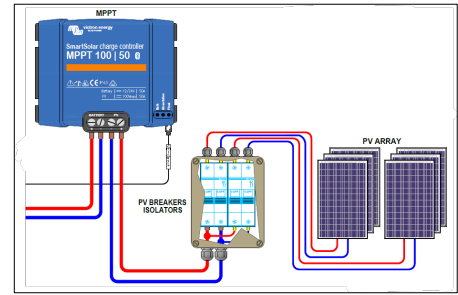 MPPT
victron energy
SmartSolar charge controller
MPPT 100 | 50
BATTERY
PV
PV ARRAY
PV BREAKERS
ISOLATORS